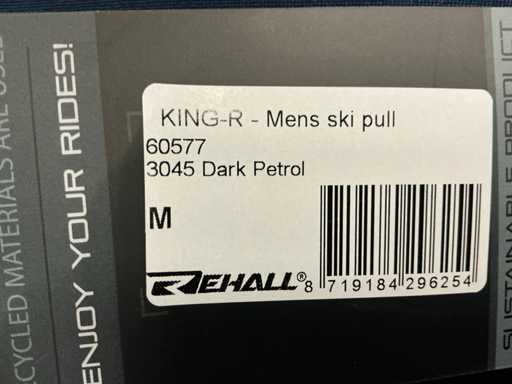 KING-R - Mens ski pull
60577
3045 Dark Petrol
M
REHALL®
8 719184 296254
ECYCLED MATERIALS ARE USED
ENJOY YOUR RIDES!
SUSTAINABLE PRODUCT